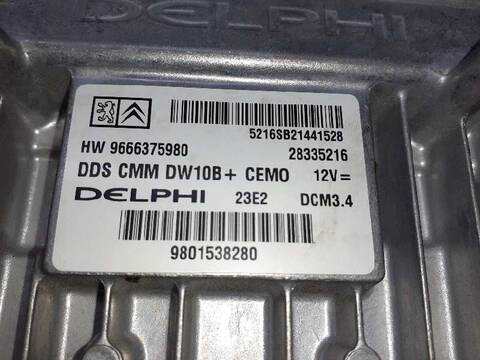 DELPHI
5216SB21441528
HW 9666375980 28335216
DDS CMM DW10B+ CEMO 12V=
DELPHI 23E2 DCM3.4
9801538280